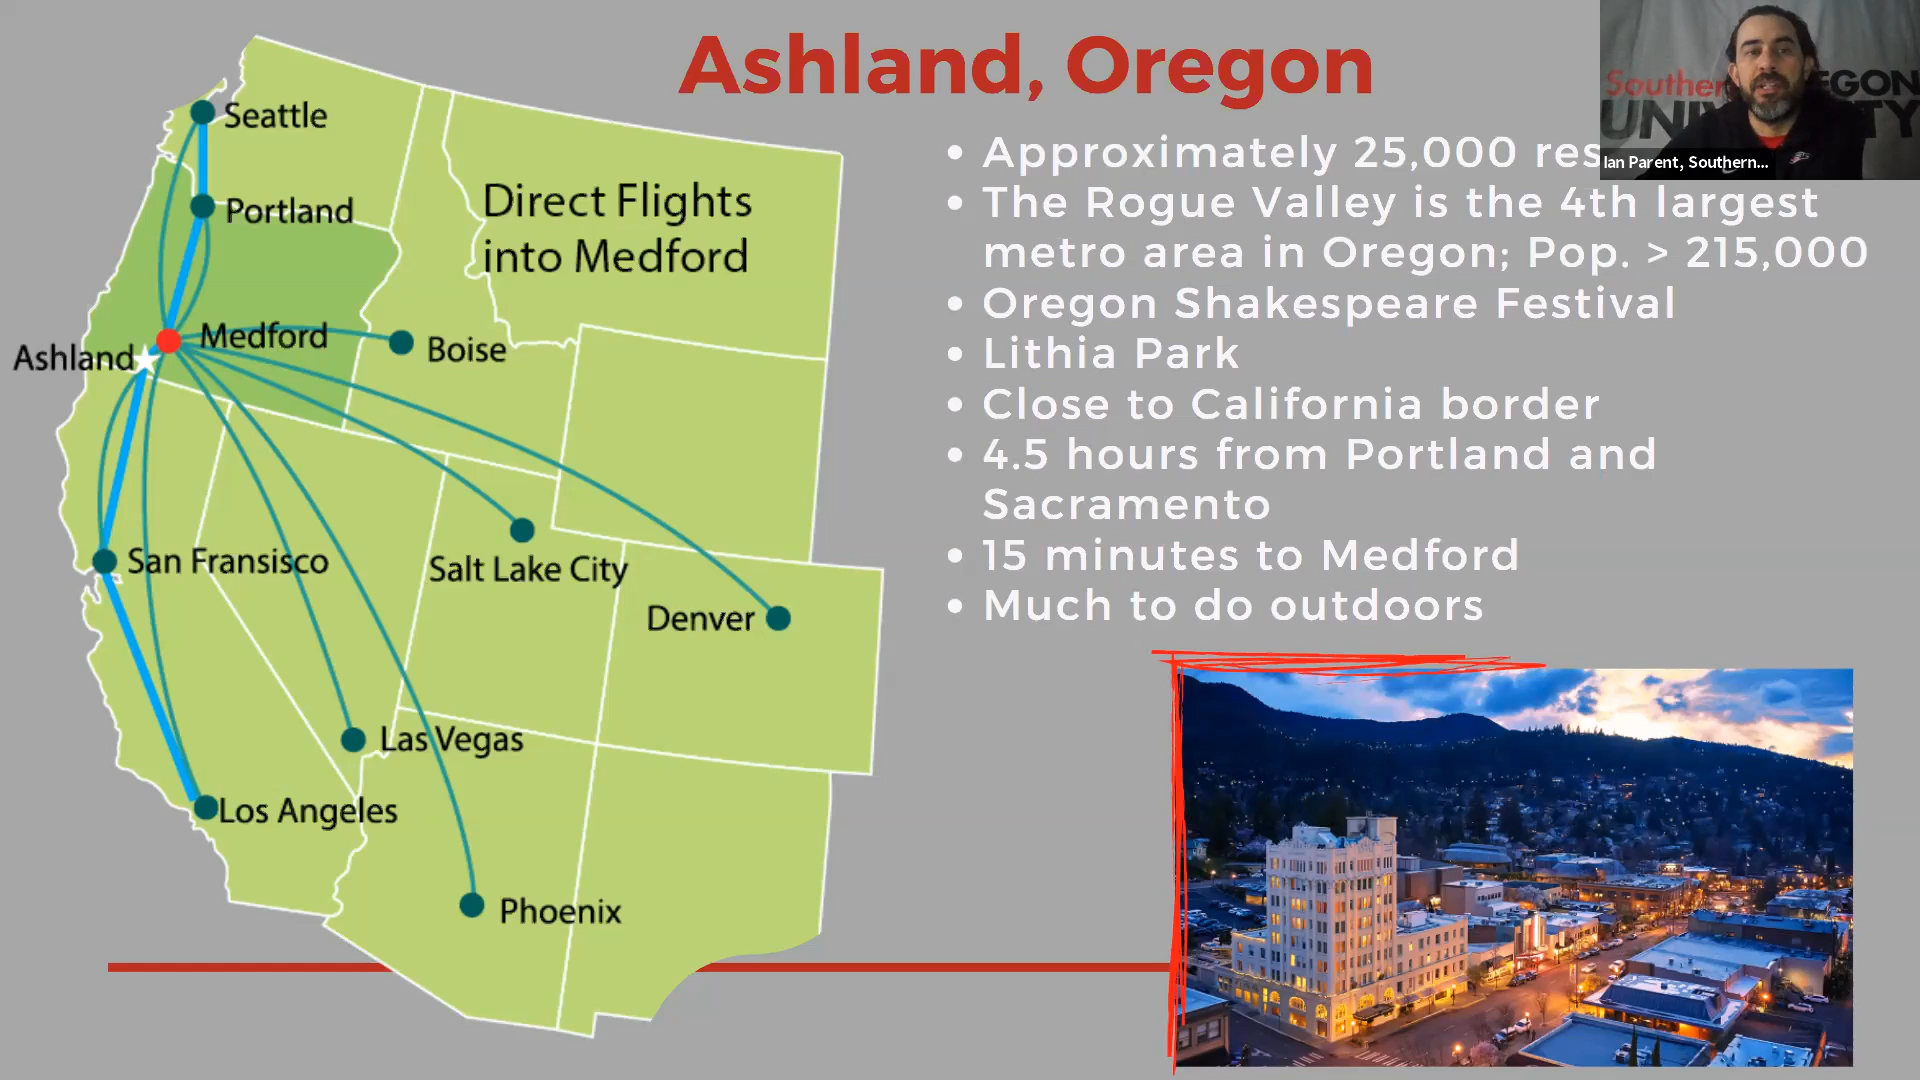 Ashland, Oregon
Seattle
Portland
Direct Flights
into Medford
Medford
Ashland
Boise
San Fransisco
Salt Lake City
Denver
Las Vegas
Los Angeles
Phoenix
• Approximately 25,000 res
• The Rogue Valley is the 4th largest
metro area in Oregon; Pop. > 215,000
• Oregon Shakespeare Festival
• Lithia Park
• Close to California border
• 4.5 hours from Portland and
Sacramento
• 15 minutes to Medford
• Much to do outdoors
Ian Parent, Southern...